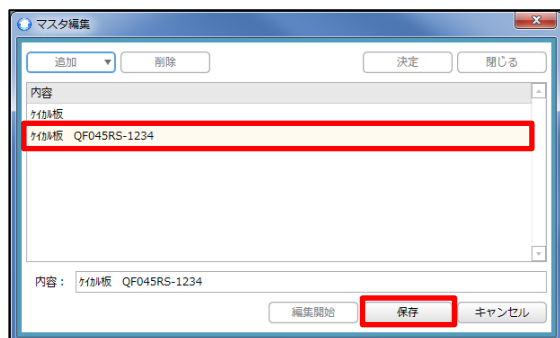 マスタ編集
追加 ▼ 削除 決定 閉じる
内容
ｹｲｶﾙ板
ｹｲｶﾙ板 QF045RS-1234
内容： ｹｲｶﾙ板 QF045RS-1234
編集開始 保存 キャンセル